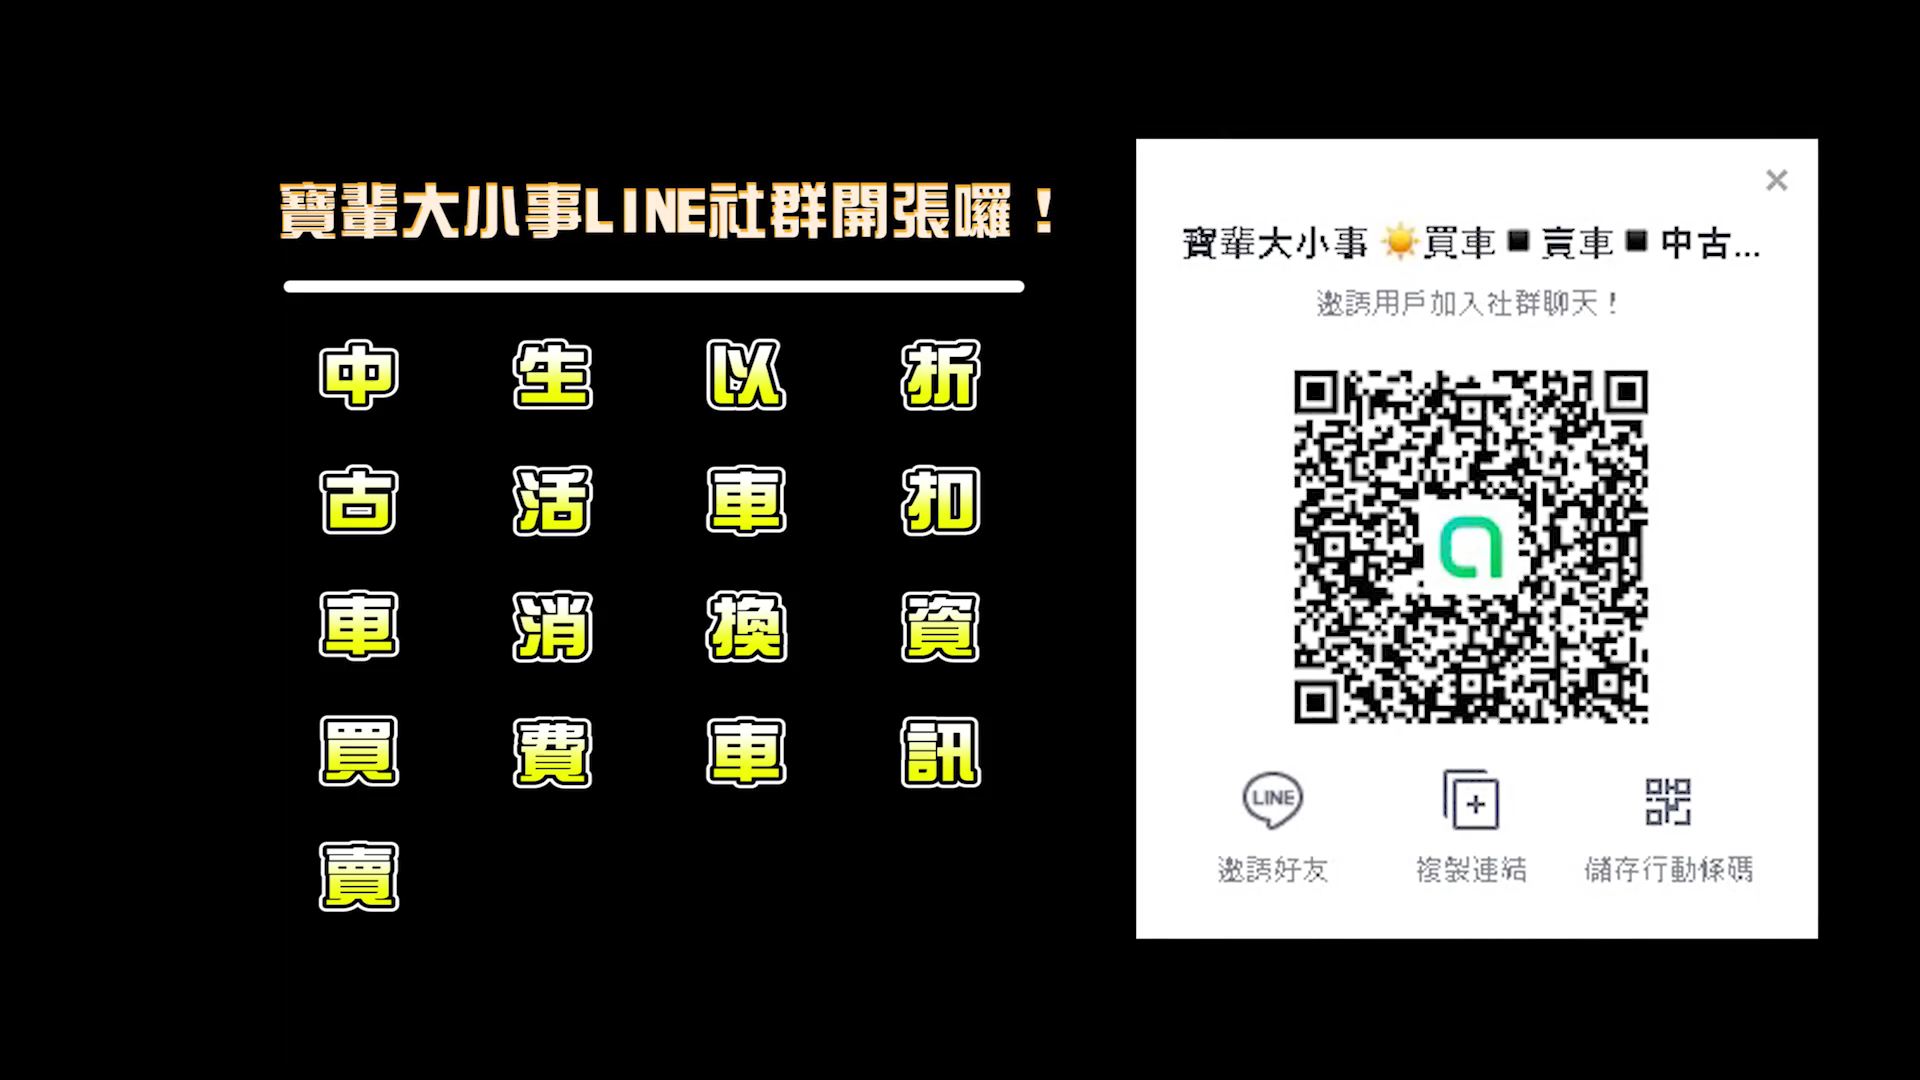 寶輩大小事LINE社群開張囉！
中古車買賣
生活消費
以車換車
折扣資訊
寶輩大小事 ☀️買車◾賣車◾中古...
邀請用戶加入社群聊天！
LINE
邀請好友
複製連結
儲存行動條碼